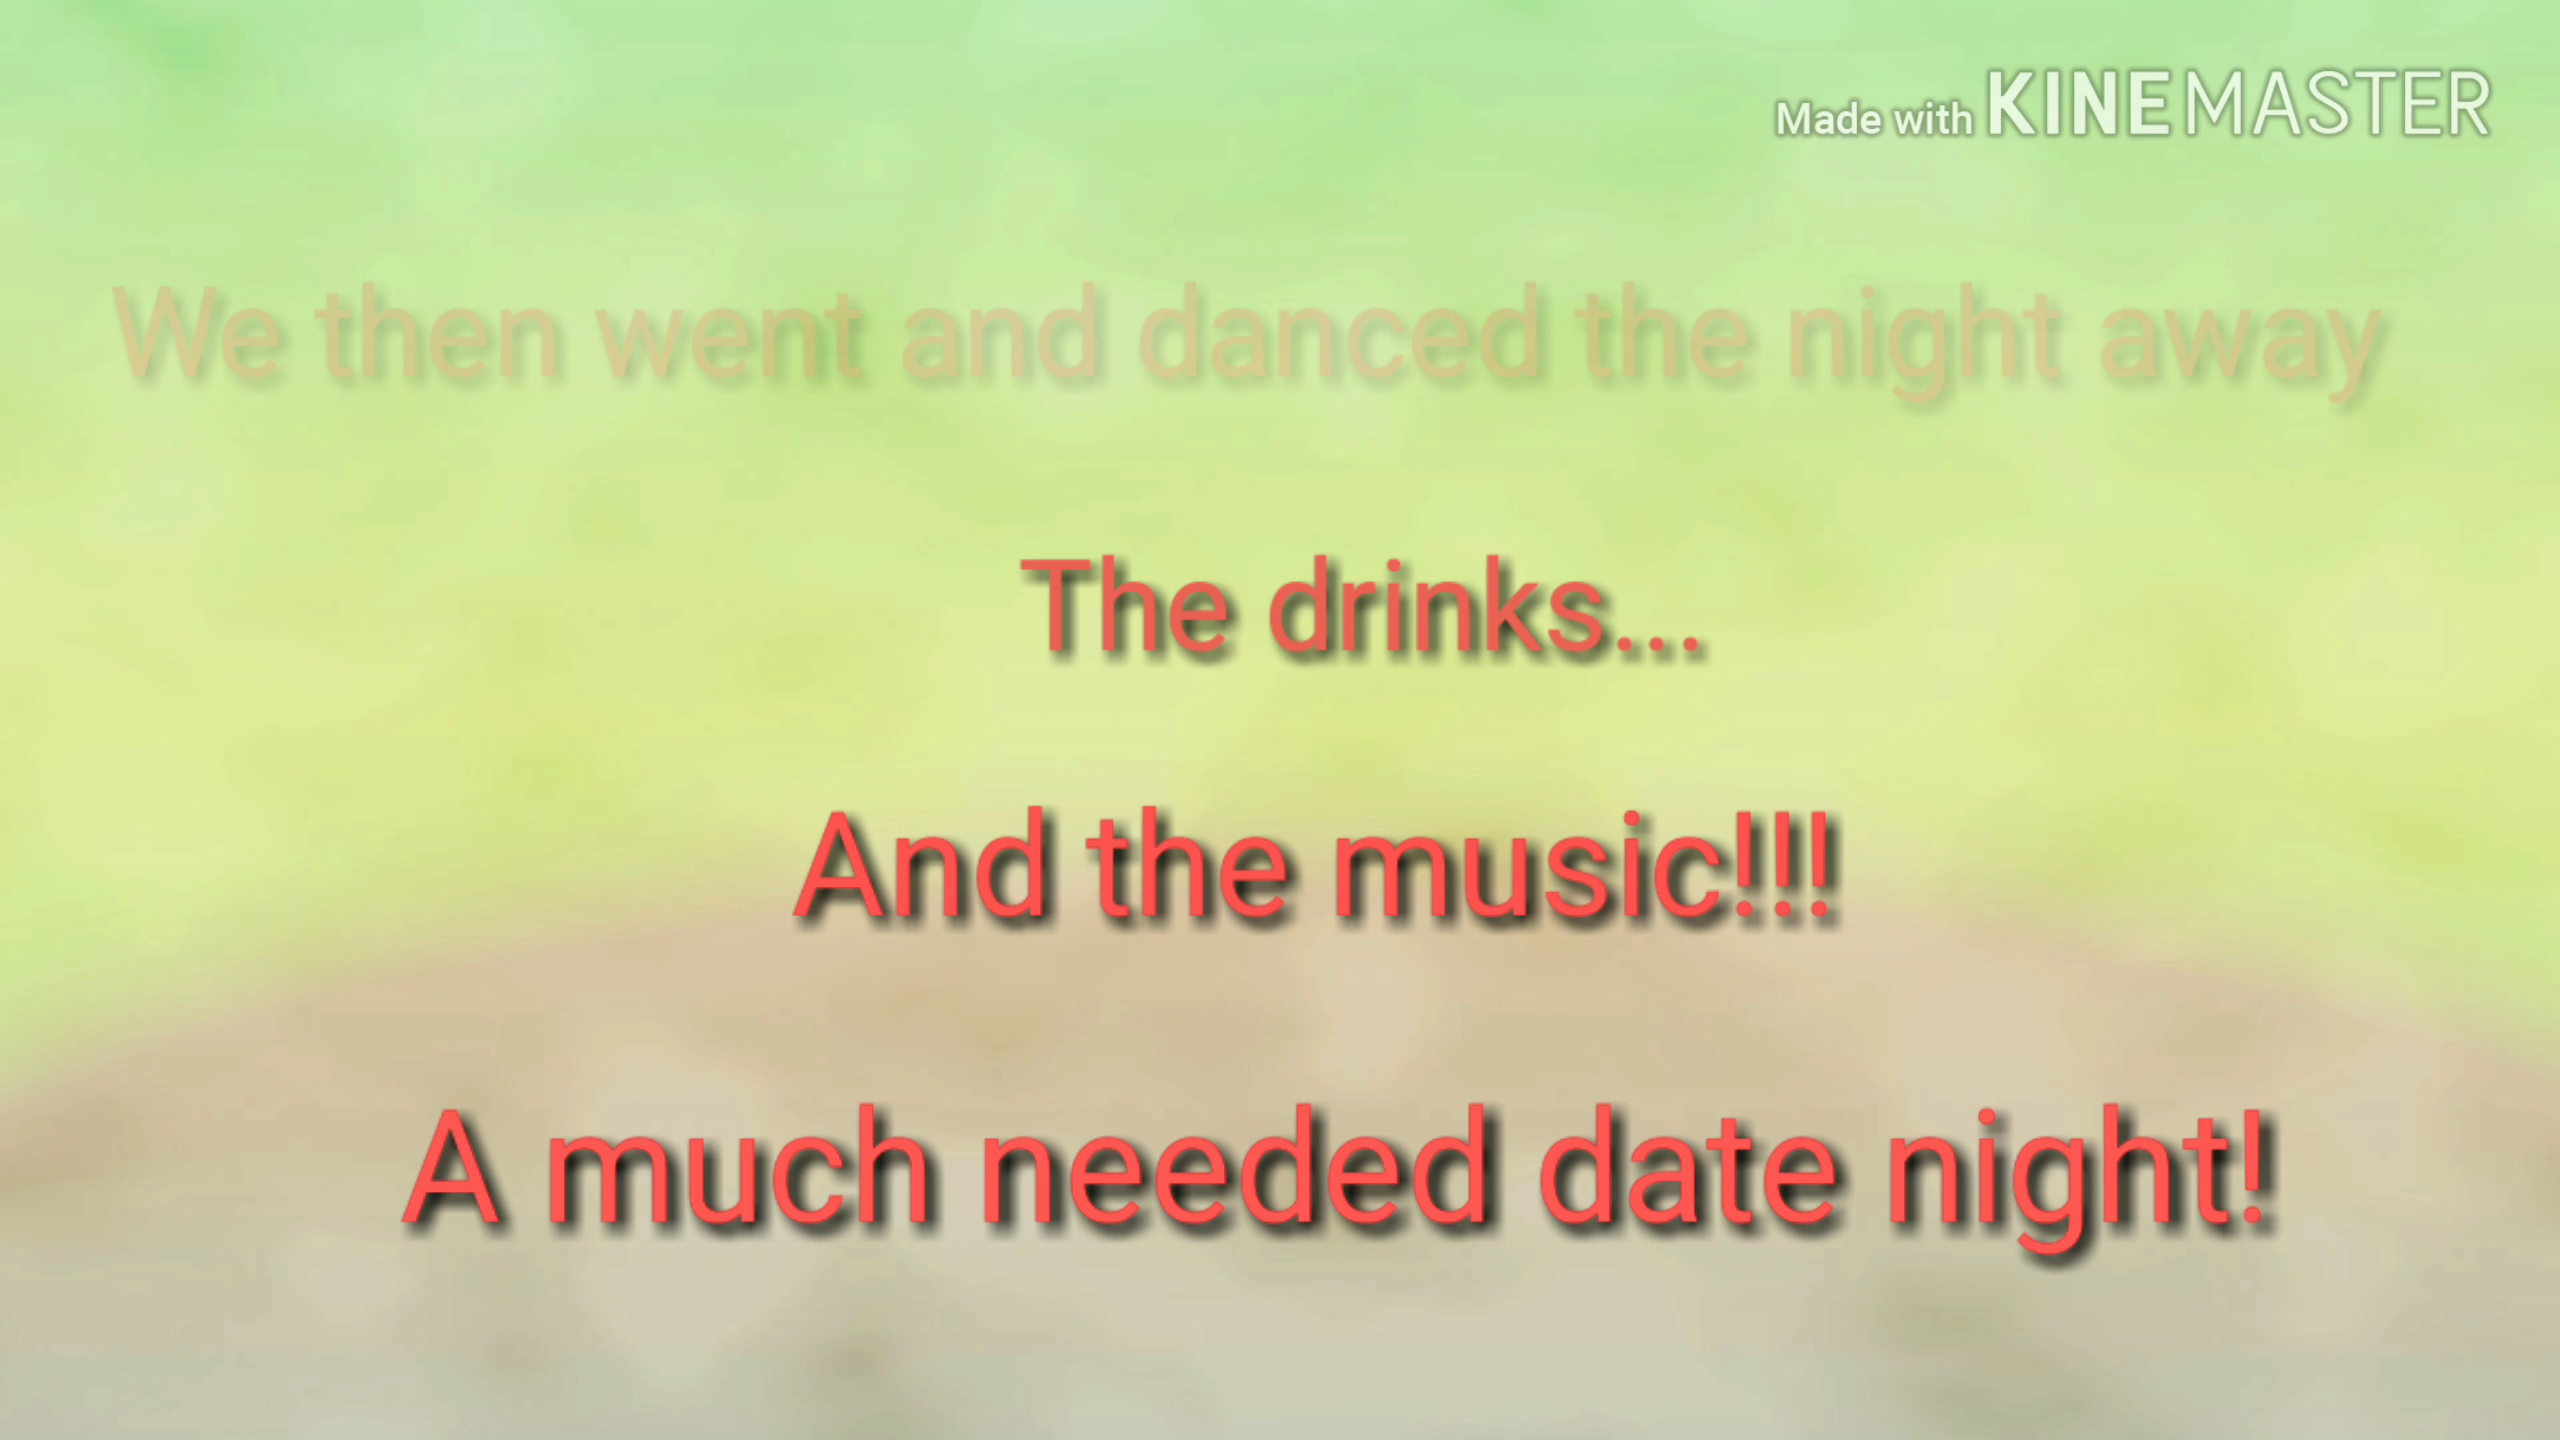 Made with KINEMASTER
We then went and danced the night away
The drinks...
And the music!!!
A much needed date night!